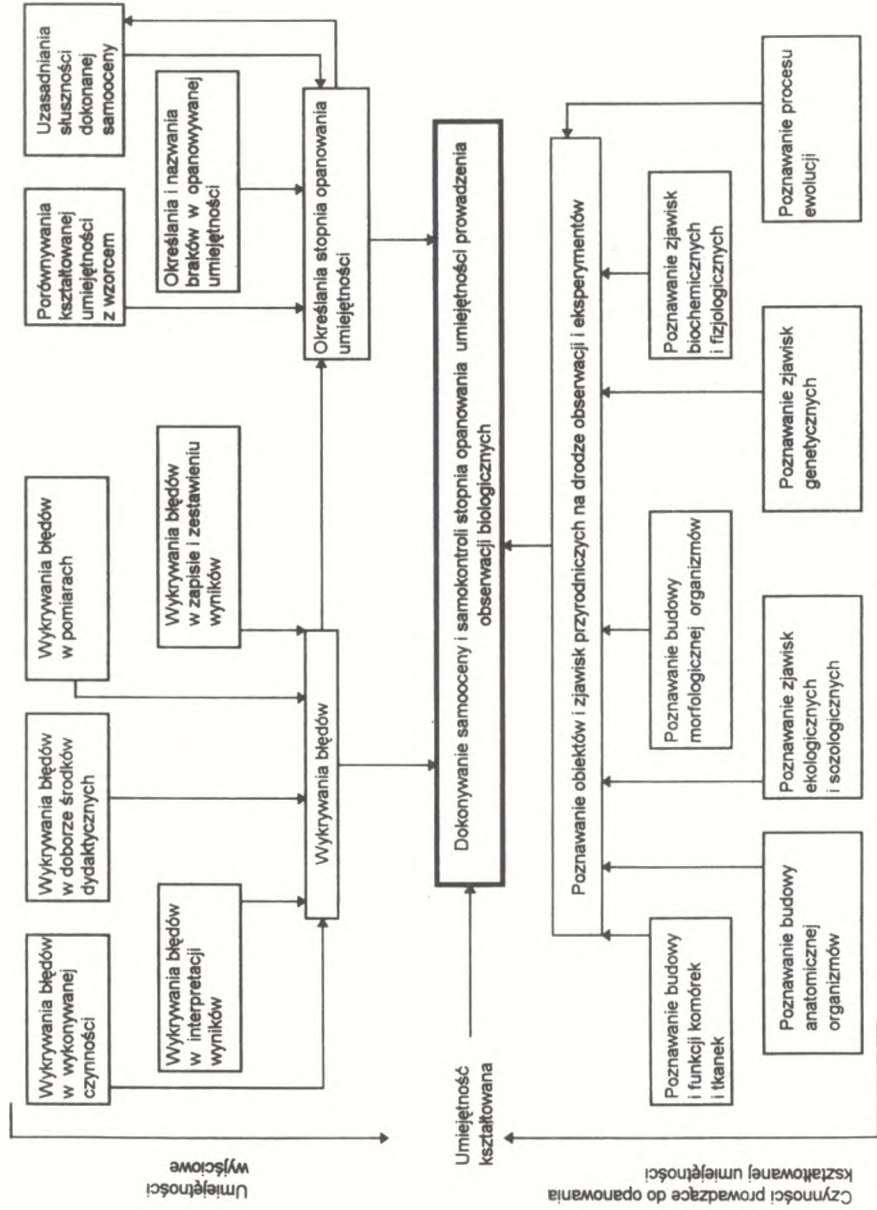 Umiejętności
wyjściowe
Wykrywania błędów
w wykonywanej
czynności
Wykrywania błędów
w doborze środków
dydaktycznych
Wykrywania błędów
w pomiarach
Porównywania
kształtowanej
umiejętności
z wzorcem
Uzasadniania
słuszności
dokonanej
samooceny
Wykrywania błędów
w interpretacji
wyników
Wykrywania błędów
w zapisie i zestawieniu
wyników
Określania i nazwania
braków w opanowywanej
umiejętności
Wykrywania błędów
Określania stopnia opanowania
umiejętności
Umiejętność
kształtowana
Dokonywanie samooceny i samokontroli stopnia opanowania umiejętności prowadzenia
obserwacji biologicznych
Czynności prowadzące do opanowania
kształtowanej umiejętności
Poznawanie obiektów i zjawisk przyrodniczych na drodze obserwacji i eksperymentów
Poznawanie budowy
i funkcji komórek
i tkanek
Poznawanie budowy
morfologicznej organizmów
Poznawanie zjawisk
biochemicznych
i fizjologicznych
Poznawanie budowy
anatomicznej
organizmów
Poznawanie zjawisk
ekologicznych
i sozologicznych
Poznawanie zjawisk
genetycznych
Poznawanie procesu
ewolucji